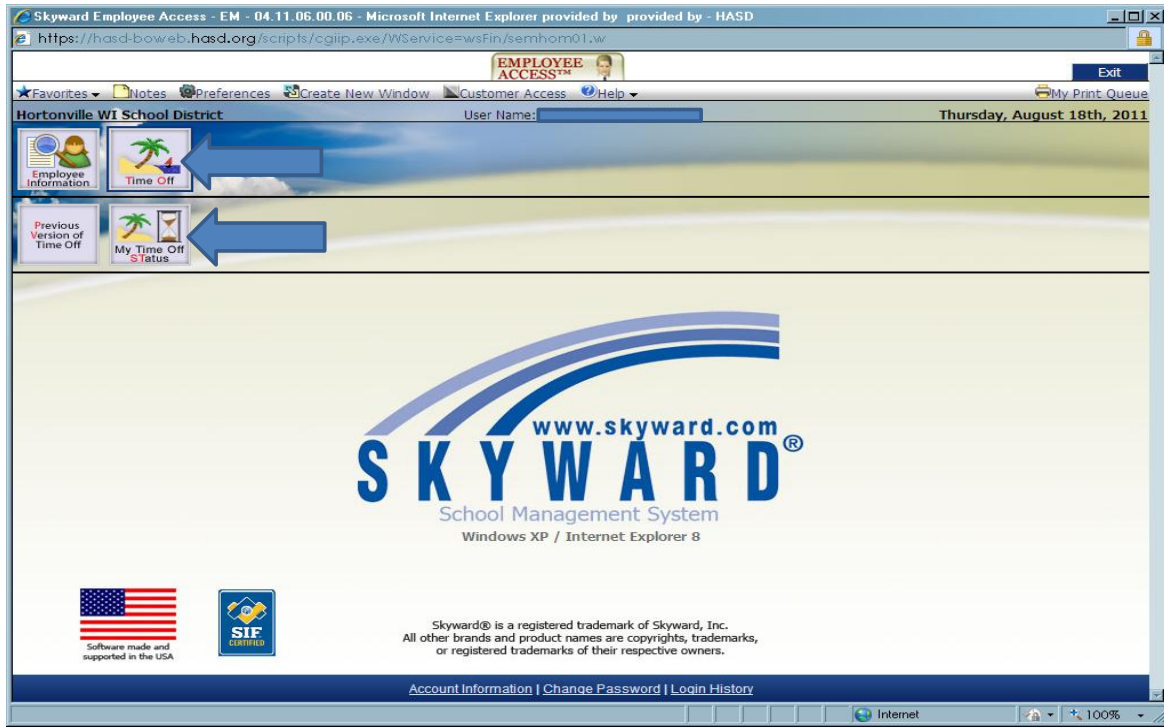 Skyward Employee Access - EM - 04.11.06.00.06 - Microsoft Internet Explorer provided by provided by - HASD
https://hasd-boweb.hasd.org/scripts/cgiip.exe/WService=wsFin/semhom01.w
EMPLOYEE
ACCESS™
Exit
Favorites Notes Preferences Create New Window Customer Access Help My Print Queue
Hortonville WI School District User Name: Thursday, August 18th, 2011
Employee
Information
Time Off
Previous
Version of
Time Off
My Time Off
STatus
www.skyward.com
SKYWARD®
School Management System
Windows XP / Internet Explorer 8
Software made and
supported in the USA
SIF
CERTIFIED
Skyward® is a registered trademark of Skyward, Inc.
All other brands and product names are copyrights, trademarks,
or registered trademarks of their respective owners.
Account Information | Change Password | Login History
Internet 100%